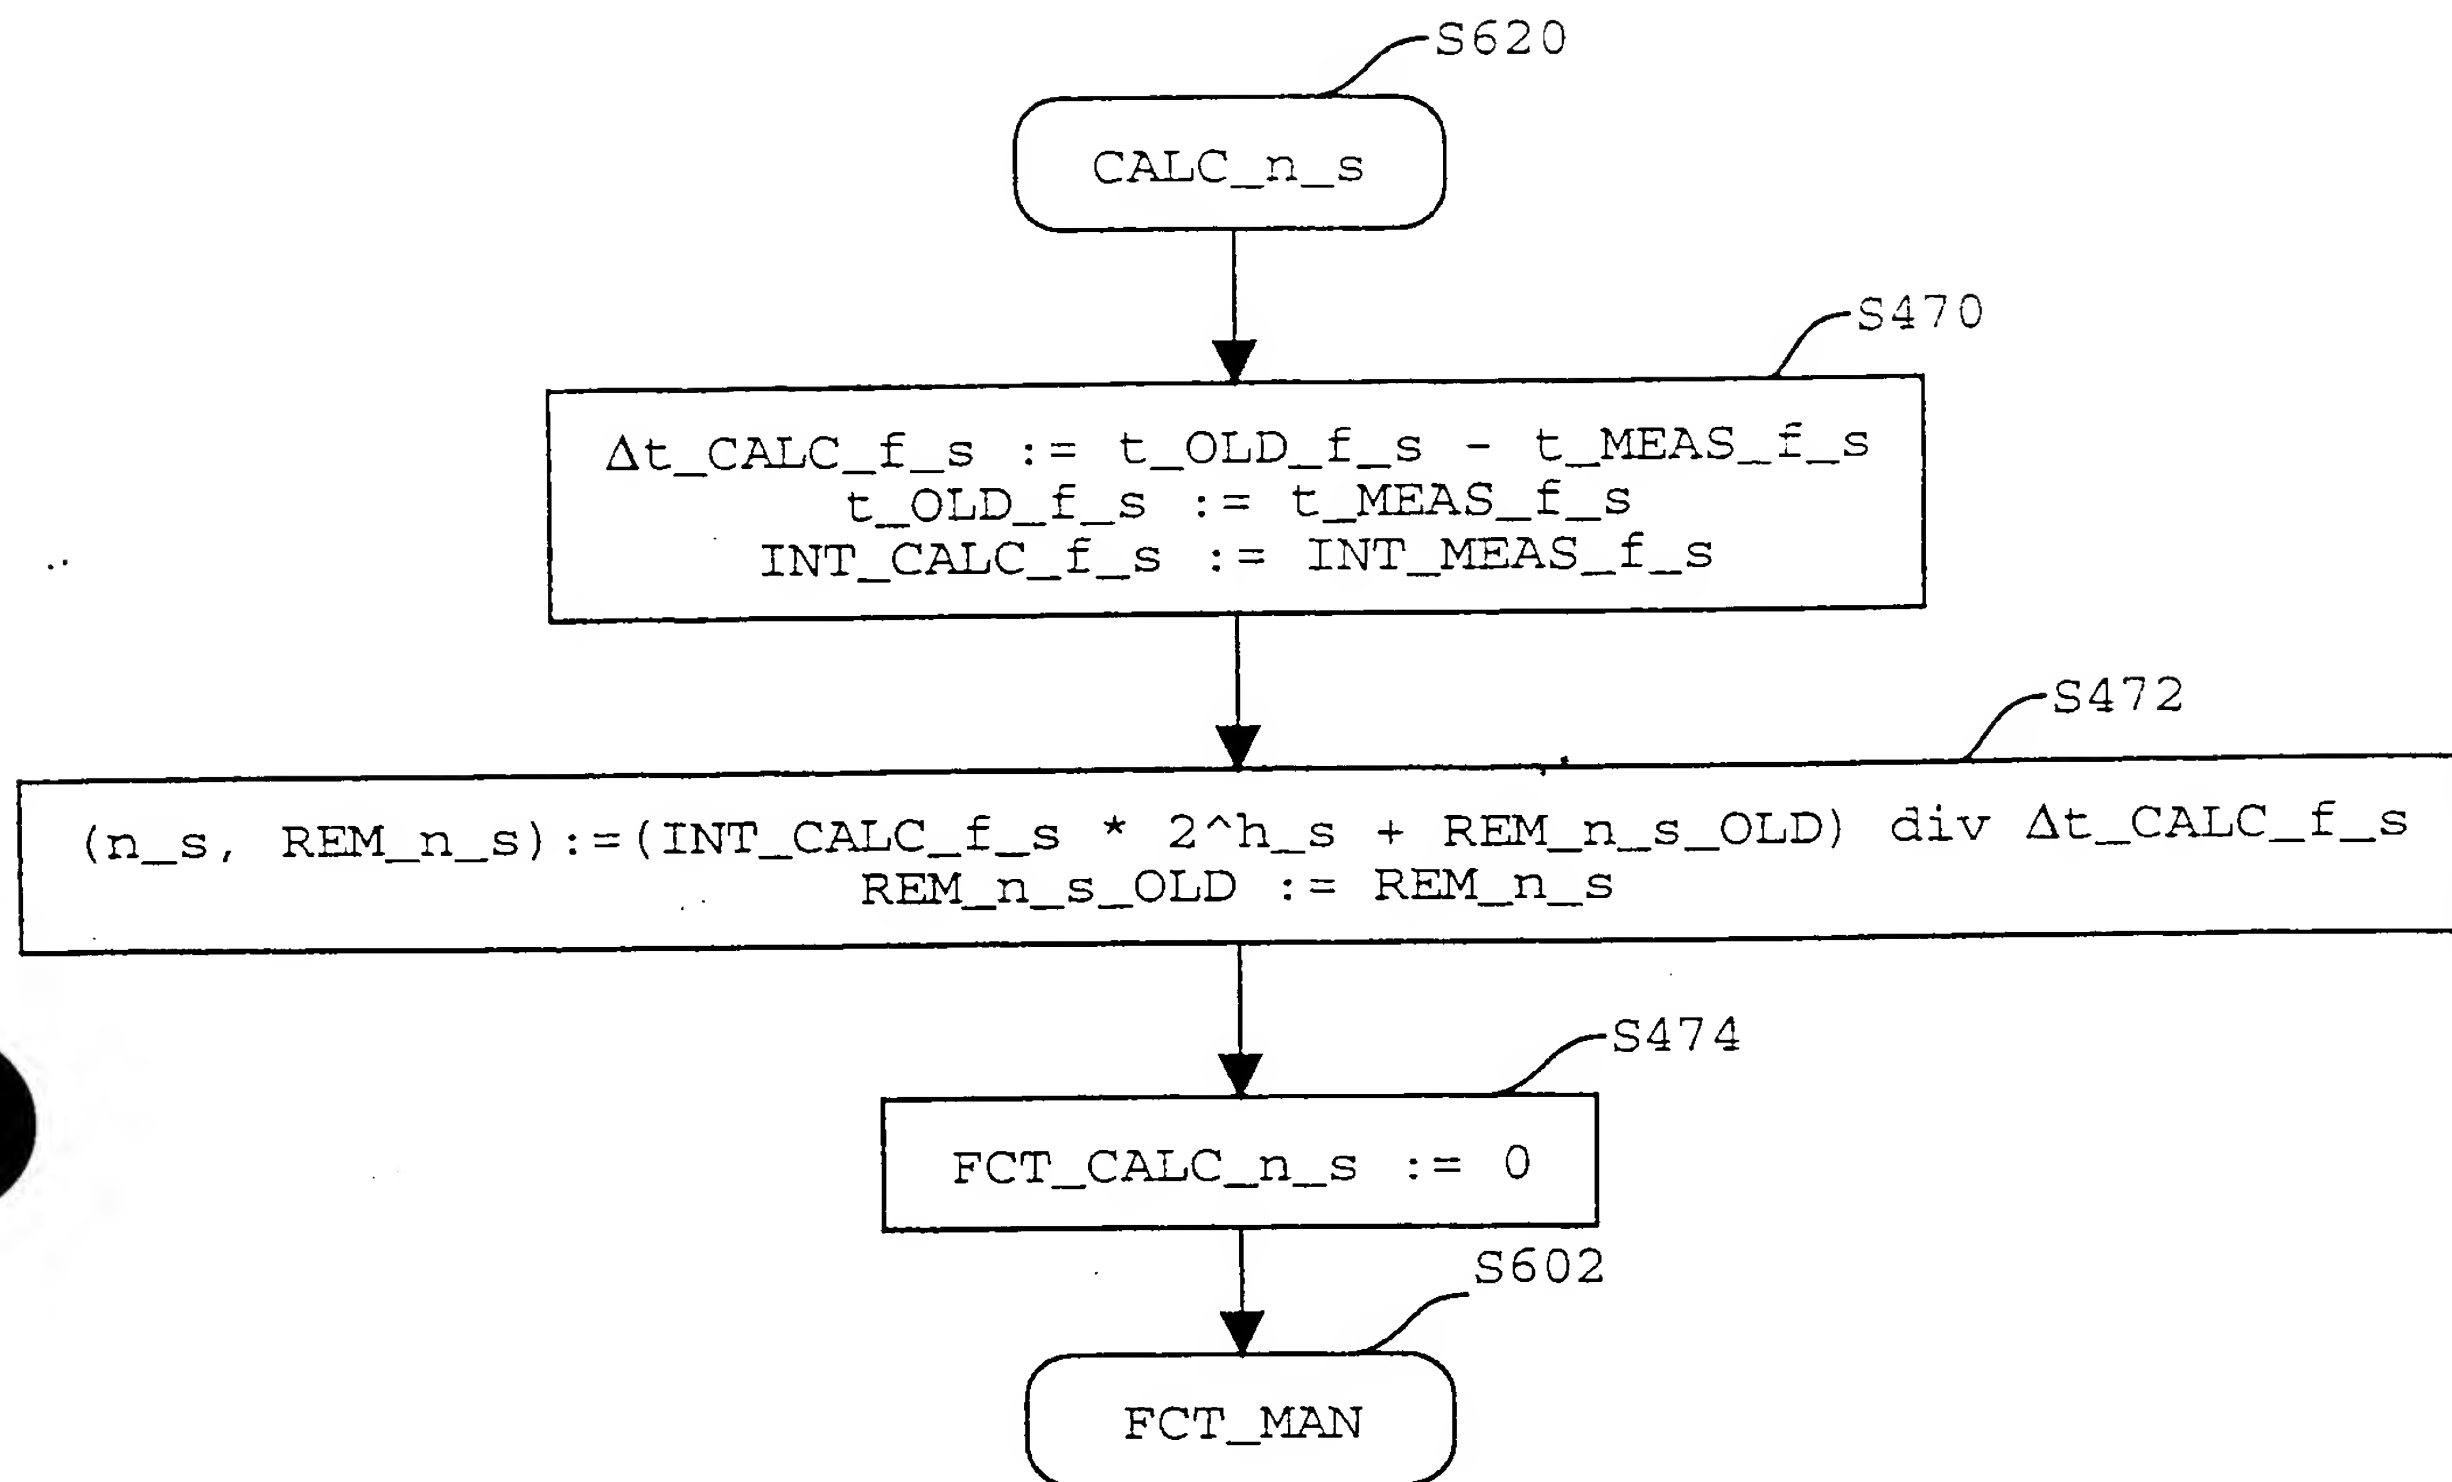 S620
CALC_n_s
S470
Δt_CALC_f_s := t_OLD_f_s - t_MEAS_f_s
t_OLD_f_s := t_MEAS_f_s
INT_CALC_f_s := INT_MEAS_f_s
S472
(n_s, REM_n_s):=(INT_CALC_f_s * 2^h_s + REM_n_s_OLD) div Δt_CALC_f_s
REM_n_s_OLD := REM_n_s
S474
FCT_CALC_n_s := 0
S602
FCT_MAN